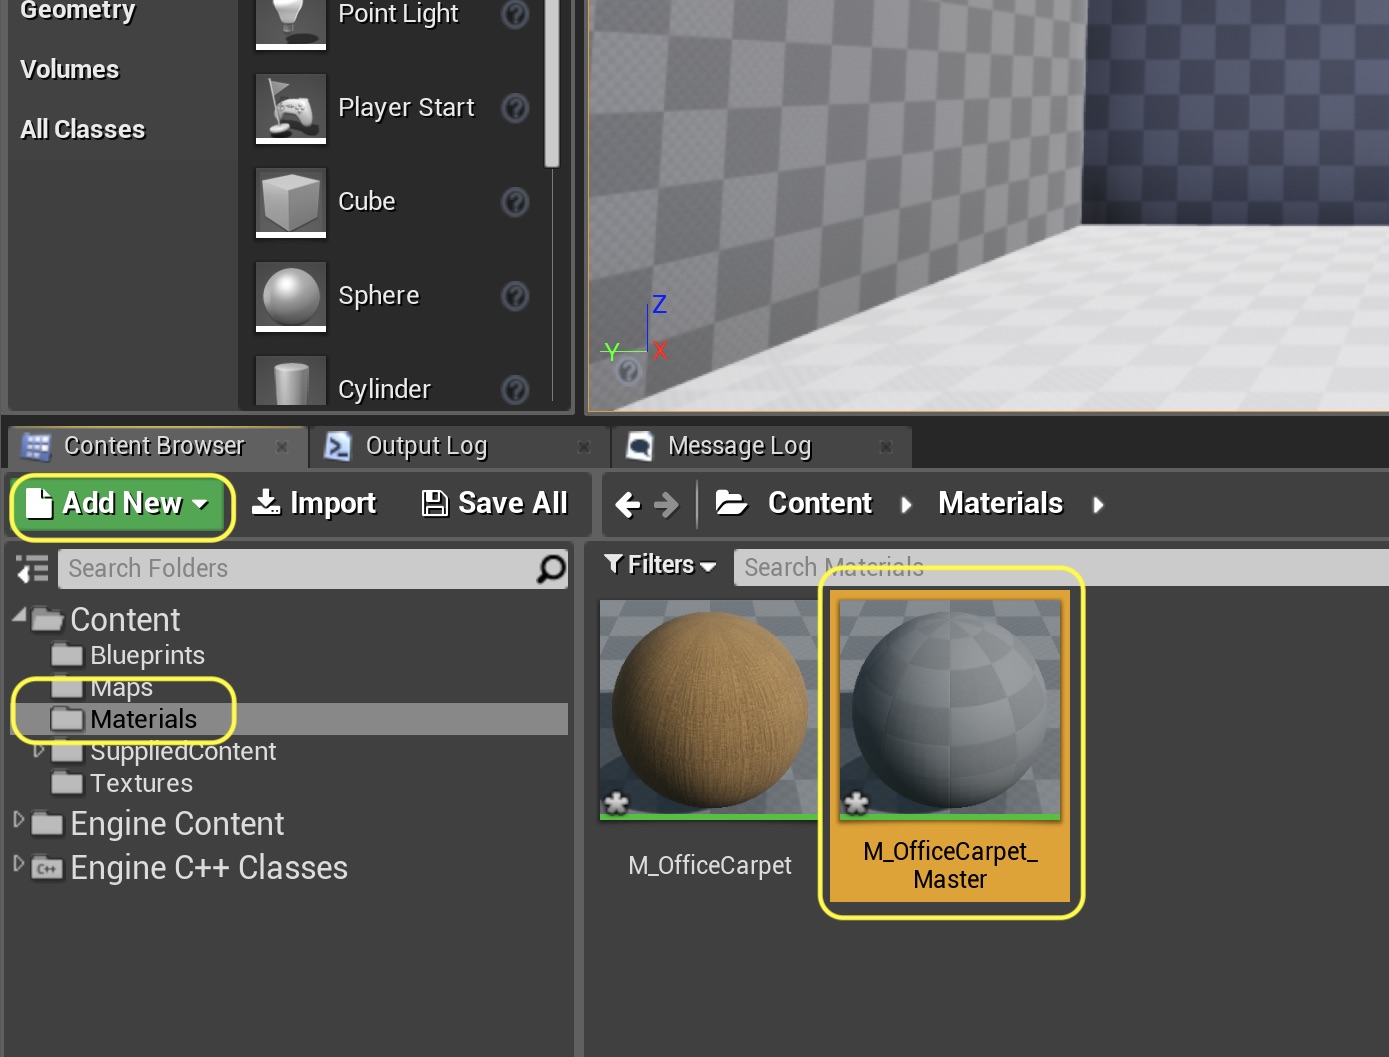 Geometry
Volumes
All Classes
Point Light
Player Start
Cube
Sphere
Cylinder
Z
Y X
Content Browser
Output Log
Message Log
Add New
Import
Save All
Content
Materials
Search Folders
Content
Blueprints
Maps
Materials
SuppliedContent
Textures
Engine Content
C++
Engine C++ Classes
Filters
Search Materials
M_OfficeCarpet
M_OfficeCarpet_
Master